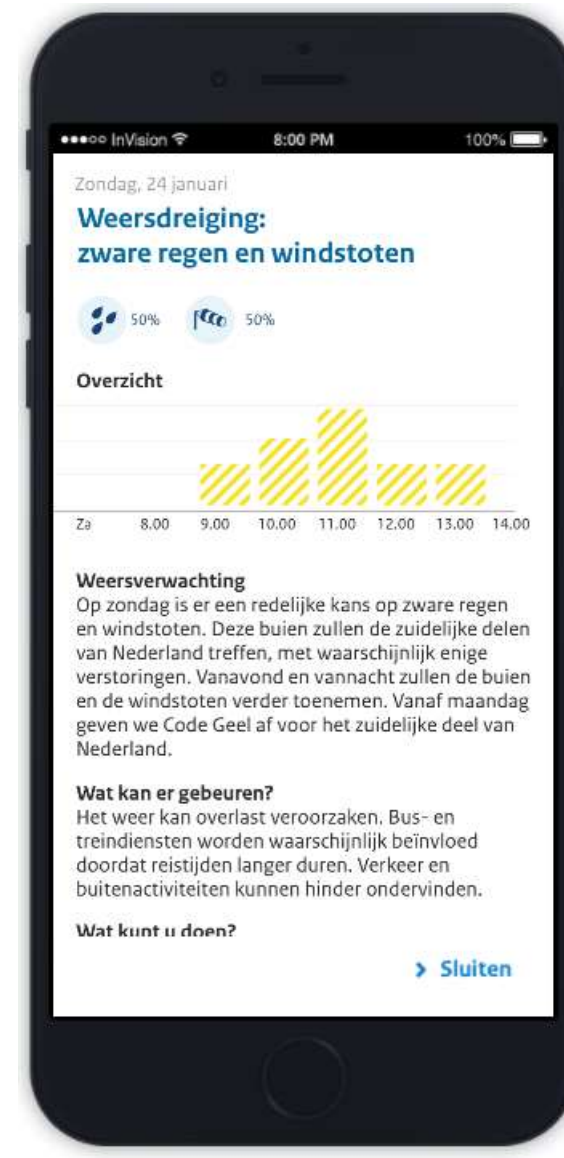 ●●●○○ InVision 8:00 PM 100%
Zondag, 24 januari
Weersdreiging:
zware regen en windstoten
50% 50%
Overzicht
Za 8.00 9.00 10.00 11.00 12.00 13.00 14.00
Weersverwachting
Op zondag is er een redelijke kans op zware regen
en windstoten. Deze buien zullen de zuidelijke delen
van Nederland treffen, met waarschijnlijk enige
verstoringen. Vanavond en vannacht zullen de buien
en de windstoten verder toenemen. Vanaf maandag
geven we Code Geel af voor het zuidelijke deel van
Nederland.
Wat kan er gebeuren?
Het weer kan overlast veroorzaken. Bus- en
treindiensten worden waarschijnlijk beïnvloed
doordat reistijden langer duren. Verkeer en
buitenactiviteiten kunnen hinder ondervinden.
Wat kunt u doen?
> Sluiten